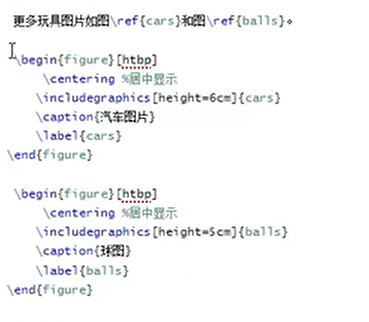 更多玩具图片如图\ref{cars}和图\ref{balls}。
\begin{figure}[htbp]
\centering %居中显示
\includegraphics[height=6cm]{cars}
\caption{汽车图片}
\label{cars}
\end{figure}
\begin{figure}[htbp]
\centering %居中显示
\includegraphics[height=5cm]{balls}
\caption{球图}
\label{balls}
\end{figure}